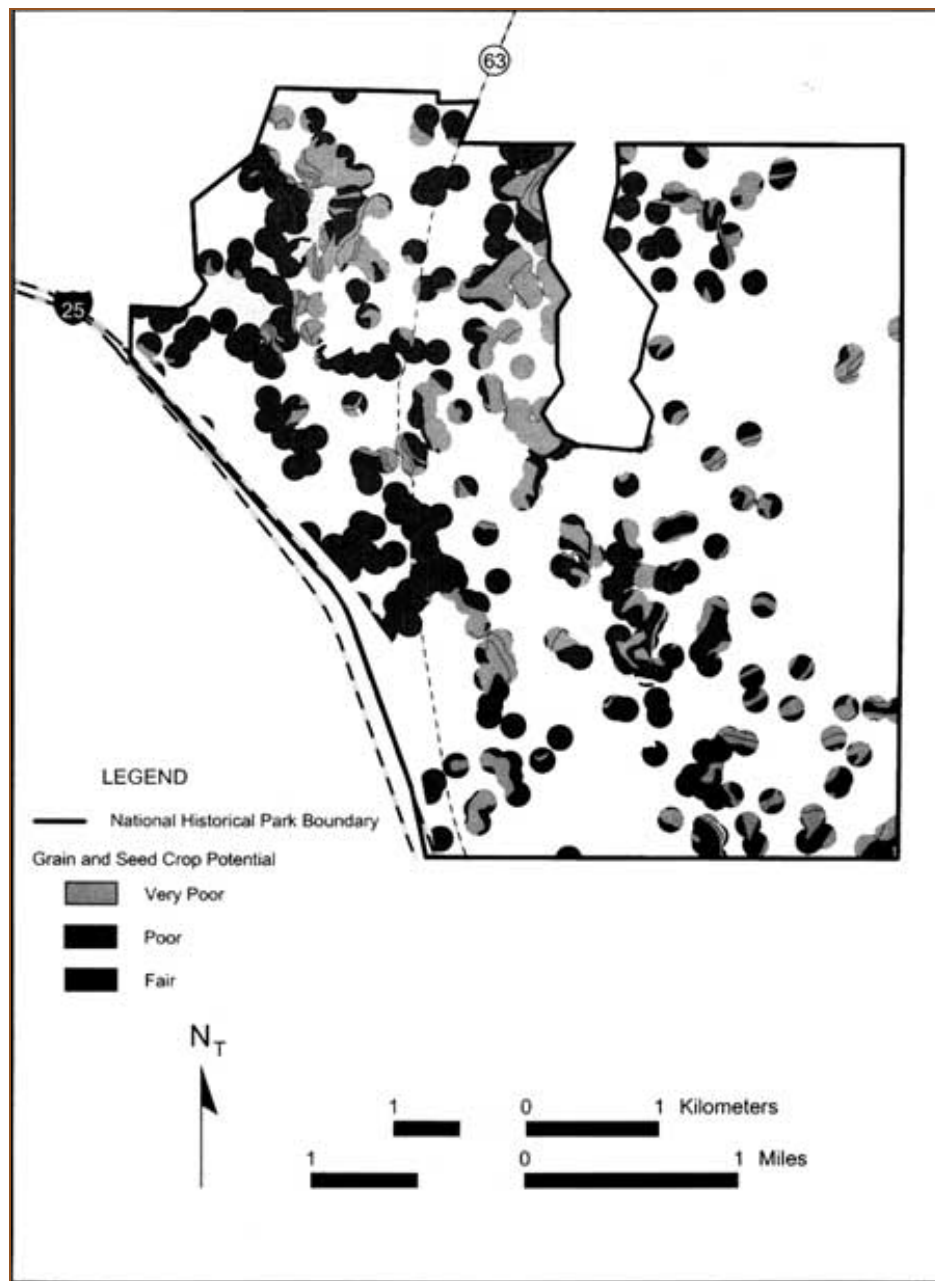 63
25
LEGEND
National Historical Park Boundary
Grain and Seed Crop Potential
Very Poor
Poor
Fair
N T
1 0 1 Kilometers
1 0 1 Miles